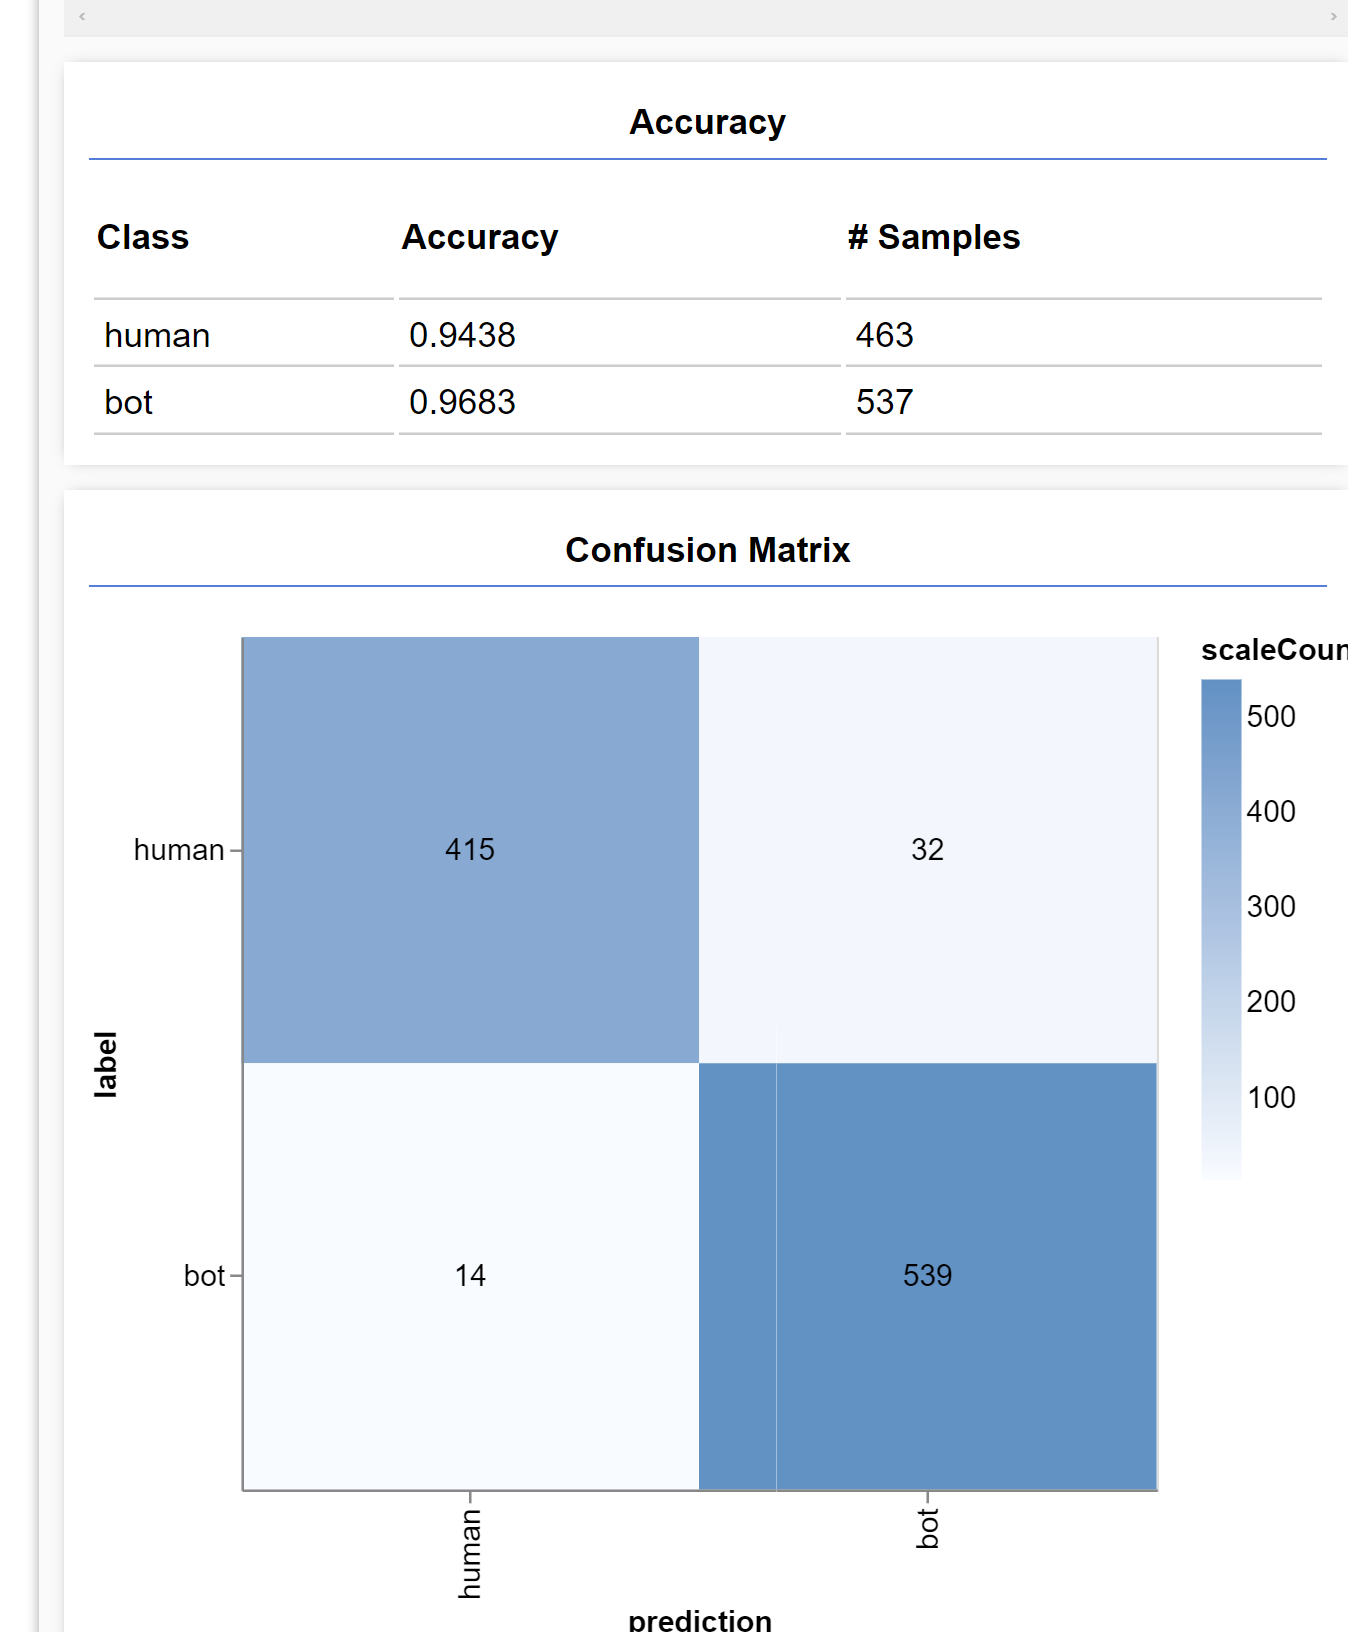 Accuracy
Class Accuracy # Samples
human 0.9438 463
bot 0.9683 537
Confusion Matrix
scaleCoun
500
400
300
200
100
label
human 415 32
bot 14 539
human bot
prediction